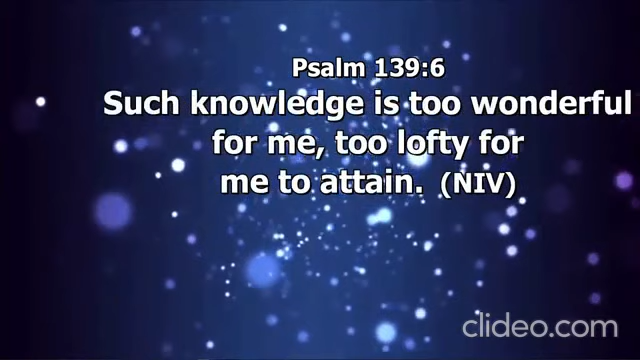 Psalm 139:6
Such knowledge is too wonderful
for me, too lofty for
me to attain. (NIV)
clideo.com